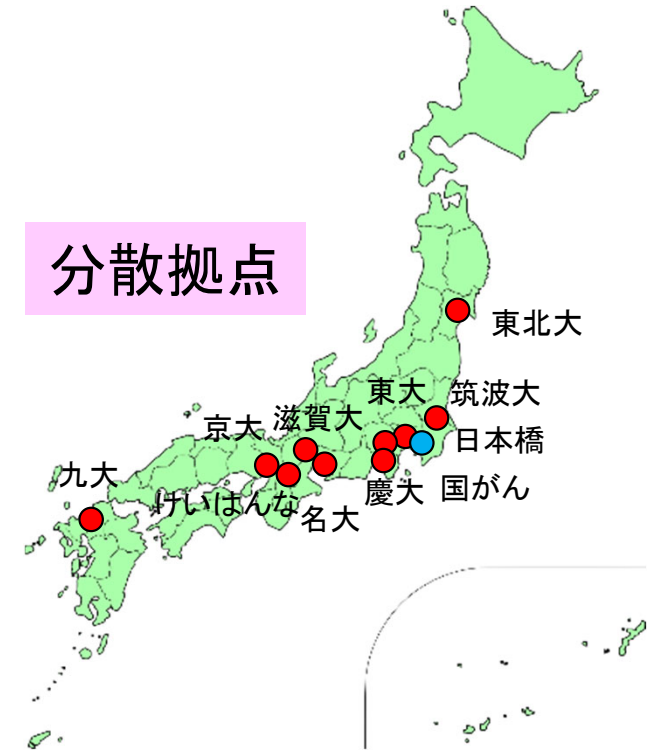 分散拠点
東北大
東大
筑波大
京大
滋賀大
日本橋
九大
けいはんな
名大
慶大
国がん